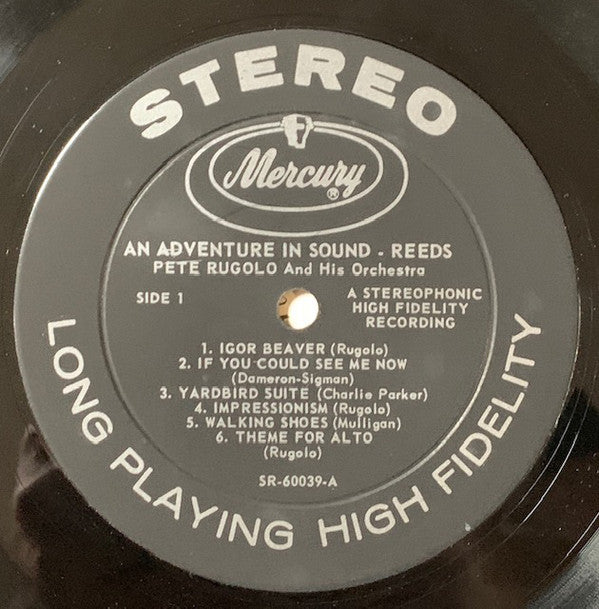 STEREO
Mercury®
AN ADVENTURE IN SOUND - REEDS
PETE RUGOLO And His Orchestra
SIDE 1
A STEREOPHONIC
HIGH FIDELITY
RECORDING
1. IGOR BEAVER (Rugolo)
2. IF YOU COULD SEE ME NOW
(Dameron-Sigman)
3. YARDBIRD SUITE (Charlie Parker)
4. IMPRESSIONISM (Rugolo)
5. WALKING SHOES (Mulligan)
6. THEME FOR ALTO
(Rugolo)
SR-60039-A
LONG PLAYING HIGH FIDELITY